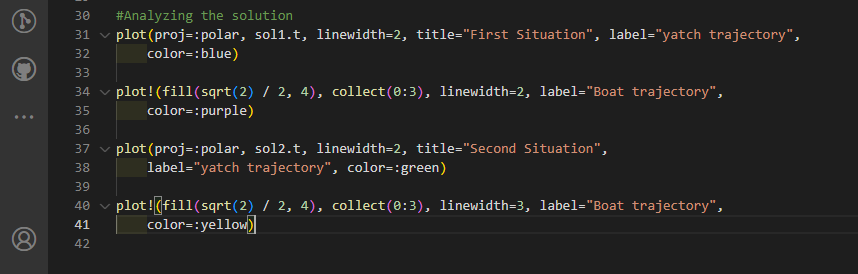 30 #Analyzing the solution
31 plot(proj=:polar, sol1.t, linewidth=2, title="First Situation", label="yatch trajectory",
32     color=:blue)
33
34 plot!(fill(sqrt(2) / 2, 4), collect(0:3), linewidth=2, label="Boat trajectory",
35     color=:purple)
36
37 plot(proj=:polar, sol2.t, linewidth=2, title="Second Situation",
38     label="yatch trajectory", color=:green)
39
40 plot!(fill(sqrt(2) / 2, 4), collect(0:3), linewidth=3, label="Boat trajectory",
41     color=:yellow)
42